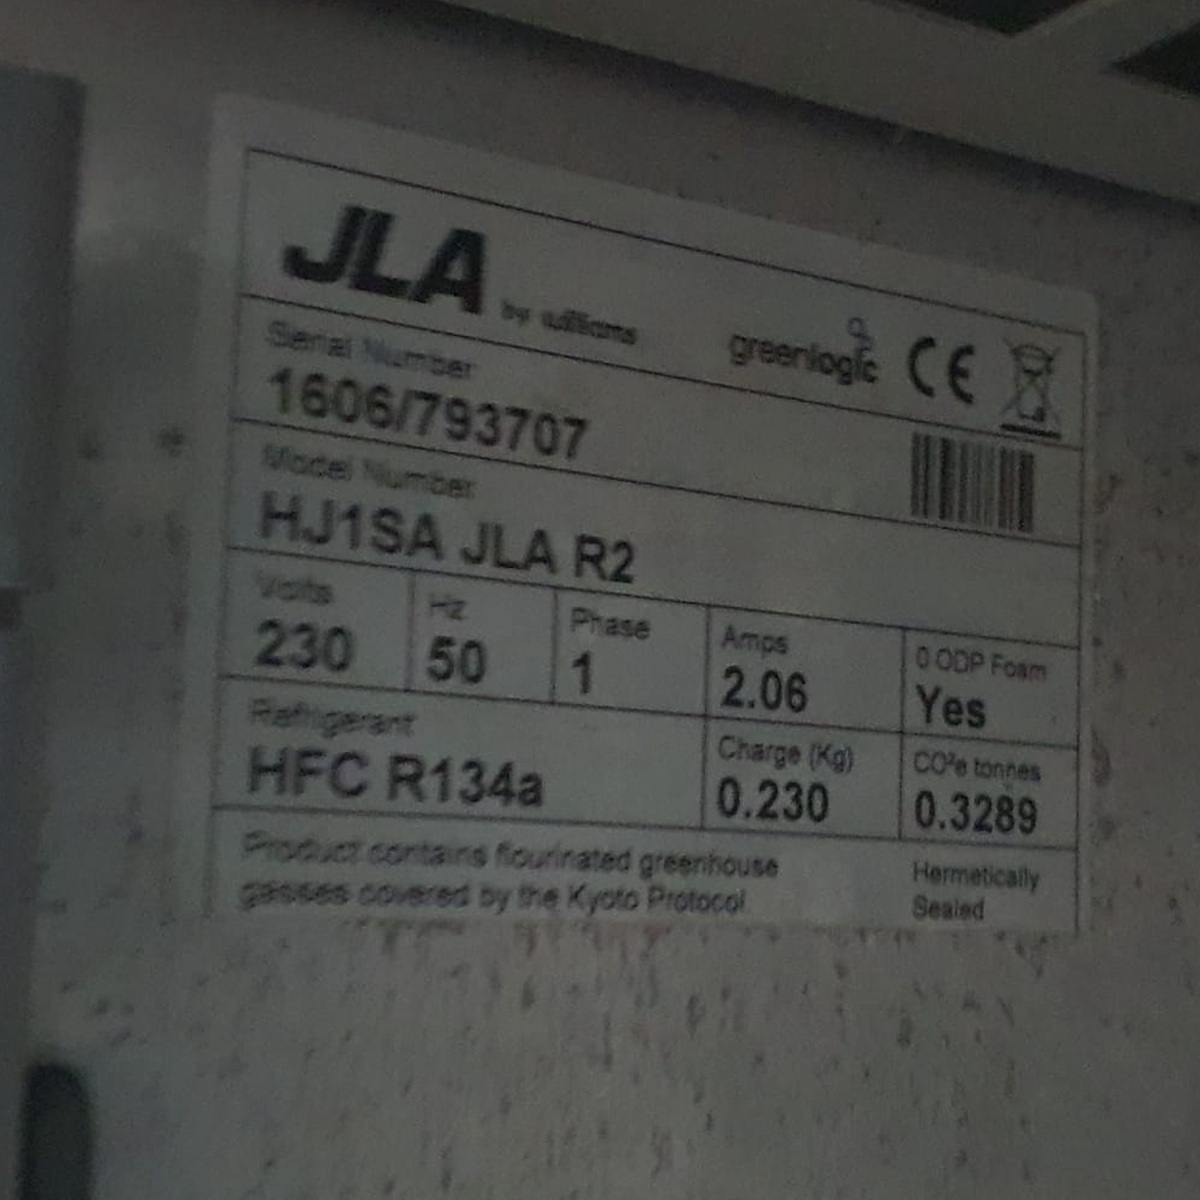 JLA by williams greenlogic CE
Serial Number
1606/793707
Model Number
HJ1SA JLA R2
Volts Hz Phase Amps 0 ODP Foam
230 50 1 2.06 Yes
Refrigerant Charge (Kg) CO²e tonnes
HFC R134a 0.230 0.3289
Product contains flourinated greenhouse Hermetically
gasses covered by the Kyoto Protocol Sealed